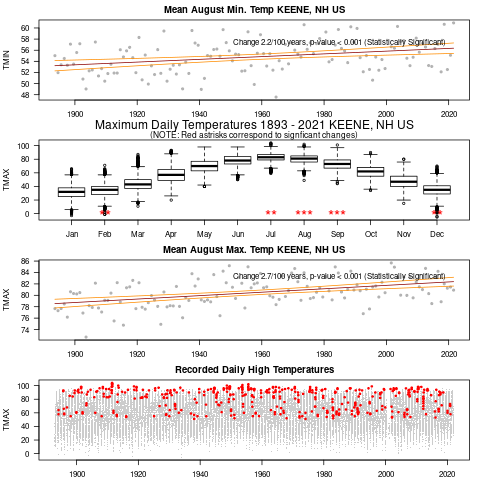 Mean August Min. Temp KEENE, NH US
TMIN
60
58
56
54
52
50
48
Change 2.2/100 years, p-value < 0.001 (Statistically Significant)
1900 1920 1940 1960 1980 2000 2020
Maximum Daily Temperatures 1893 - 2021 KEENE, NH US
(NOTE: Red astrisks correspond to signficant changes)
TMAX
100
80
60
40
20
0
** ** *** *** **
Jan Feb Mar Apr May Jun Jul Aug Sep Oct Nov Dec
Mean August Max. Temp KEENE, NH US
TMAX
86
84
82
80
78
76
74
Change 2.7/100 years, p-value < 0.001 (Statistically Significant)
1900 1920 1940 1960 1980 2000 2020
Recorded Daily High Temperatures
TMAX
100
80
60
40
20
0
1900 1920 1940 1960 1980 2000 2020